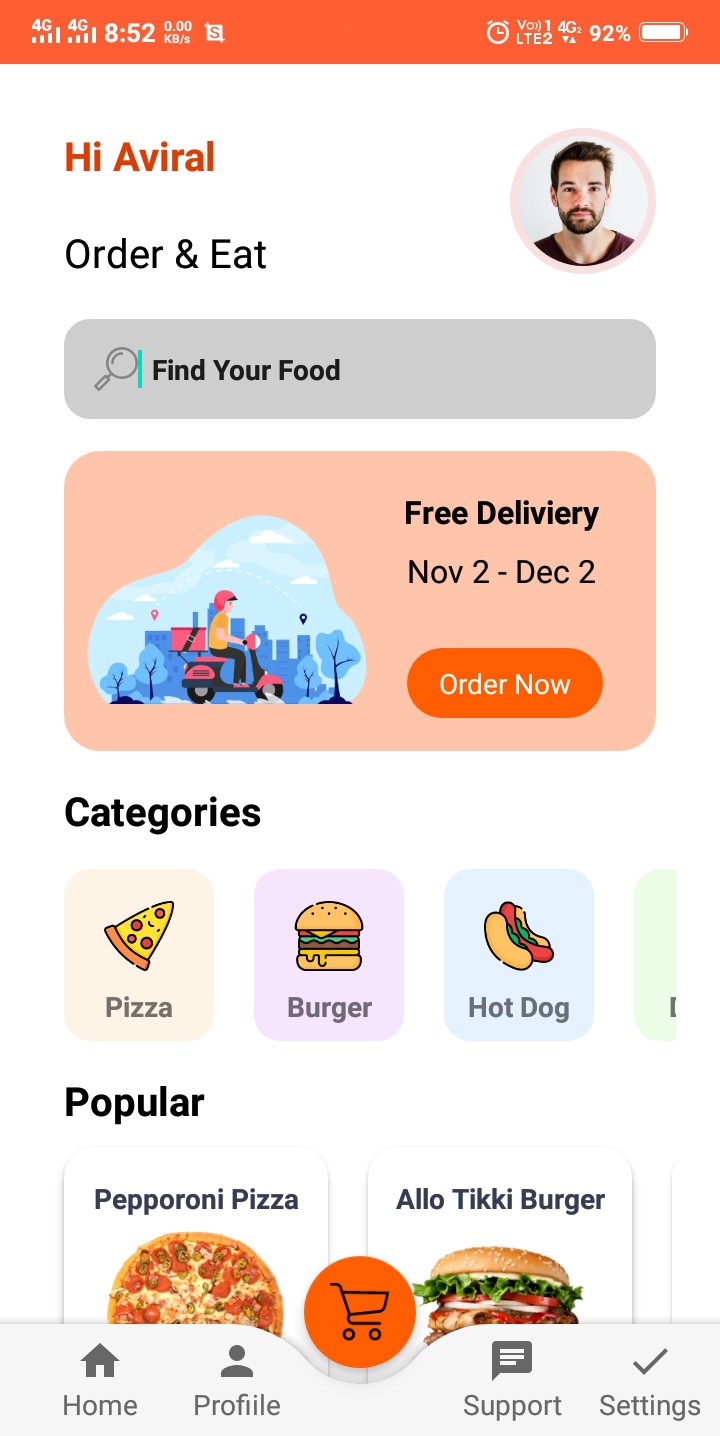 4G 4G 8:52 0.00 KB/s S Vo)) 1 LTE2 4G2 92%
Hi Aviral
Order & Eat
Find Your Food
Free Deliviery
Nov 2 - Dec 2
Order Now
Categories
Pizza Burger Hot Dog
Popular
Pepporoni Pizza Allo Tikki Burger
Home Profiile Support Settings